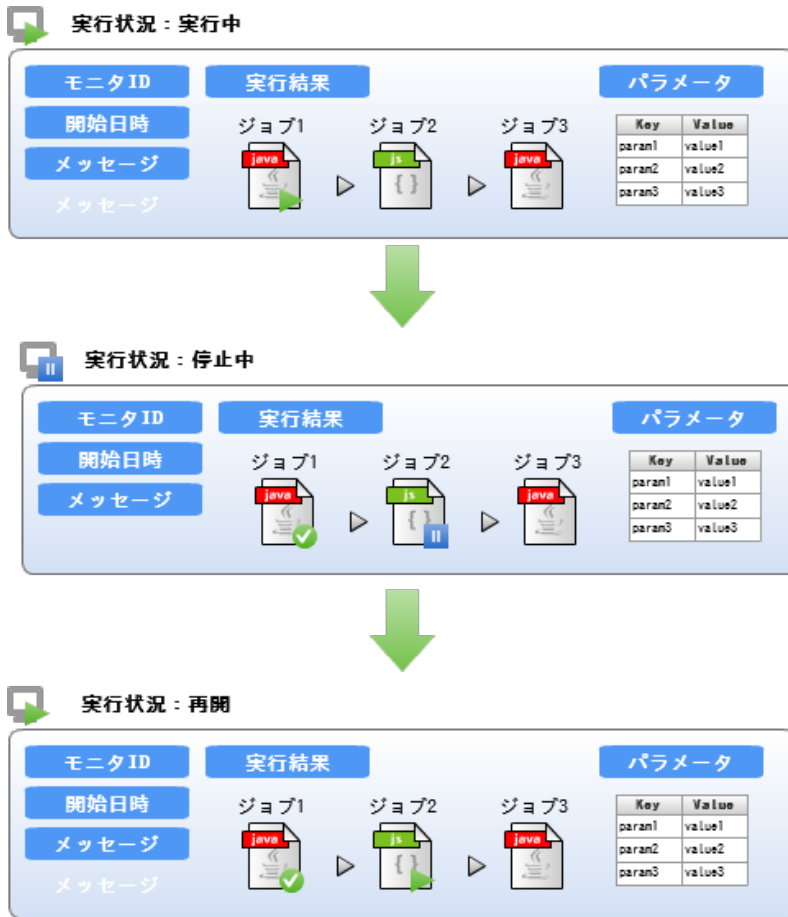 実行状況：実行中
モニタID 実行結果 パラメータ
開始日時 ジョブ1 ジョブ2 ジョブ3 Key Value
java js java param1 value1
メッセージ { } param2 value2
メッセージ param3 value3
実行状況：停止中
モニタID 実行結果 パラメータ
開始日時 ジョブ1 ジョブ2 ジョブ3 Key Value
java js java param1 value1
メッセージ { } param2 value2
param3 value3
実行状況：再開
モニタID 実行結果 パラメータ
開始日時 ジョブ1 ジョブ2 ジョブ3 Key Value
java js java param1 value1
メッセージ { } param2 value2
メッセージ param3 value3